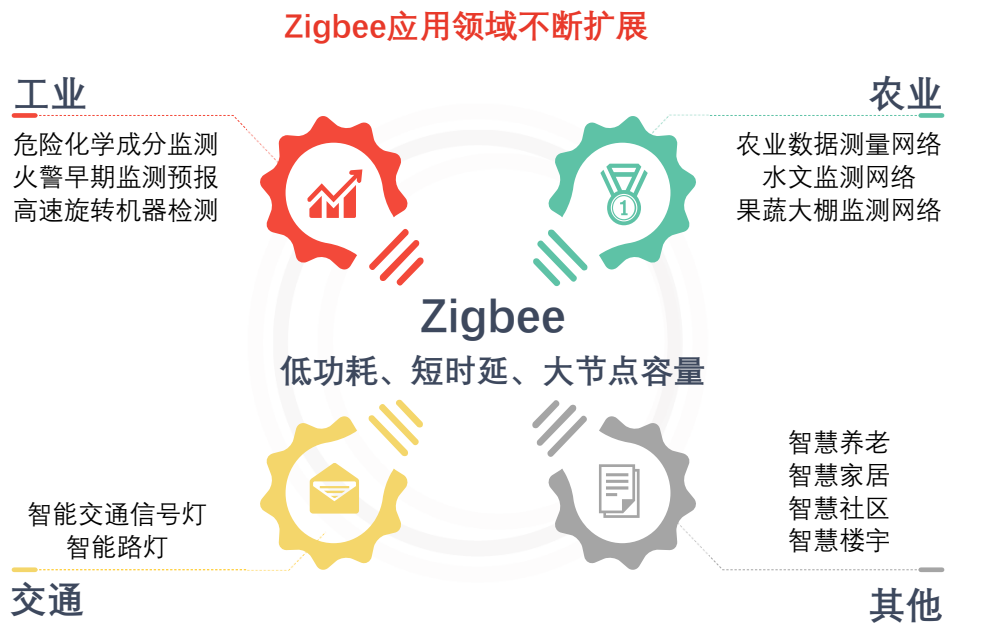 Zigbee应用领域不断扩展
工业
危险化学成分监测
火警早期监测预报
高速旋转机器检测
农业
农业数据测量网络
水文监测网络
果蔬大棚监测网络
1
Zigbee
低功耗、短时延、大节点容量
智能交通信号灯
智能路灯
交通
智慧养老
智慧家居
智慧社区
智慧楼宇
其他